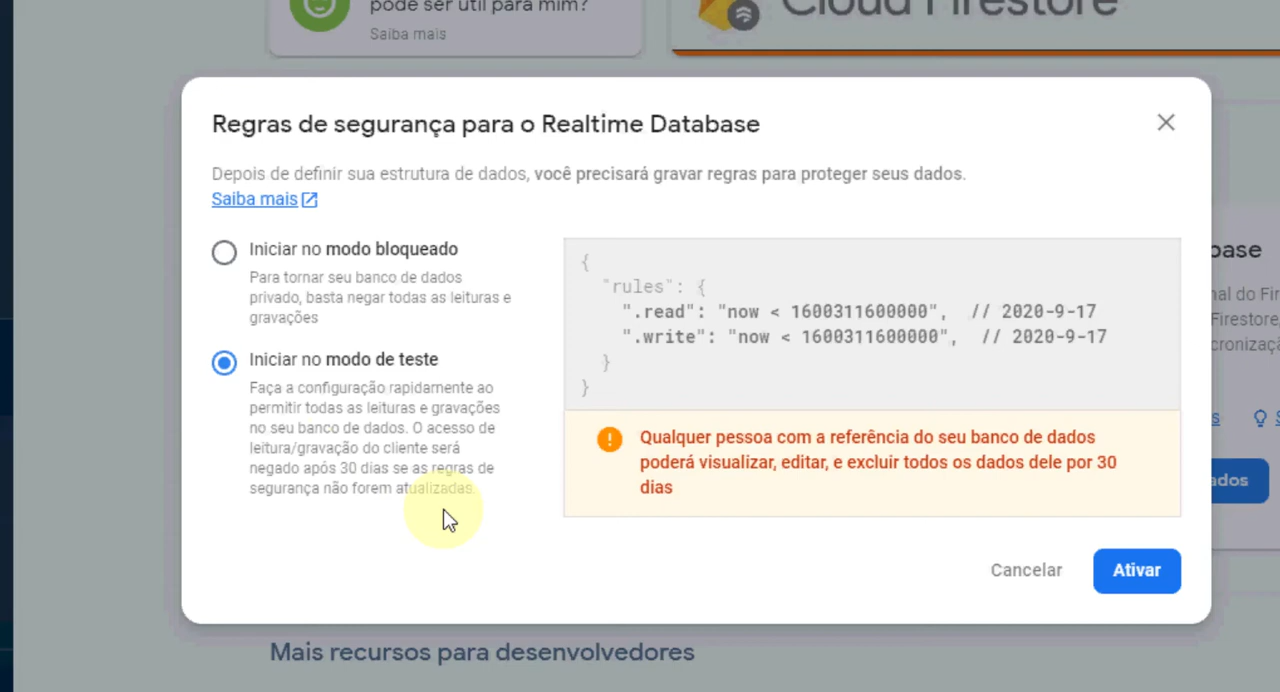 pode ser útil para mim?
Saiba mais
Cloud Firestore
Regras de segurança para o Realtime Database
Depois de definir sua estrutura de dados, você precisará gravar regras para proteger seus dados.
Saiba mais
Iniciar no modo bloqueado
Para tornar seu banco de dados
privado, basta negar todas as leituras e
gravações
Iniciar no modo de teste
Faça a configuração rapidamente ao
permitir todas as leituras e gravações
no seu banco de dados. O acesso de
leitura/gravação do cliente será
negado após 30 dias se as regras de
segurança não forem atualizadas.
{
"rules": {
".read": "now < 1600311600000",  // 2020-9-17
".write": "now < 1600311600000",  // 2020-9-17
}
}
Qualquer pessoa com a referência do seu banco de dados
poderá visualizar, editar, e excluir todos os dados dele por 30
dias
Cancelar
Ativar
Firestore,
Mais recursos para desenvolvedores